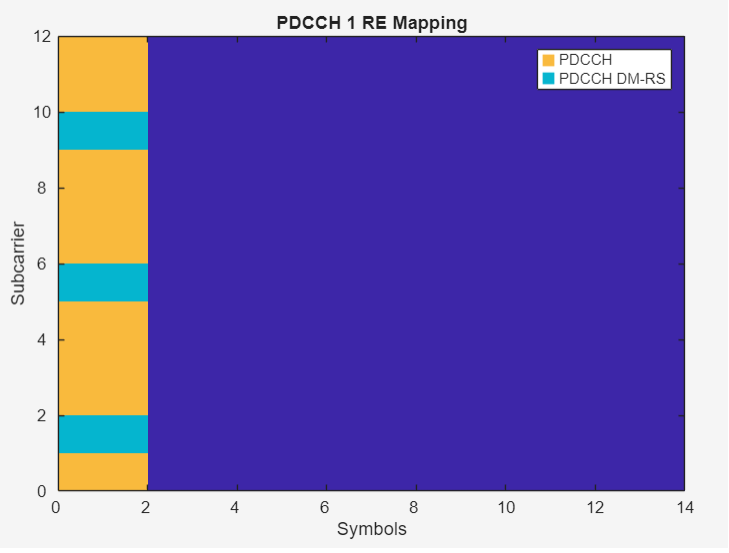 PDCCH 1 RE Mapping
PDCCH
PDCCH DM-RS
12
10
8
6
4
2
0
Subcarrier
0 2 4 6 8 10 12 14
Symbols